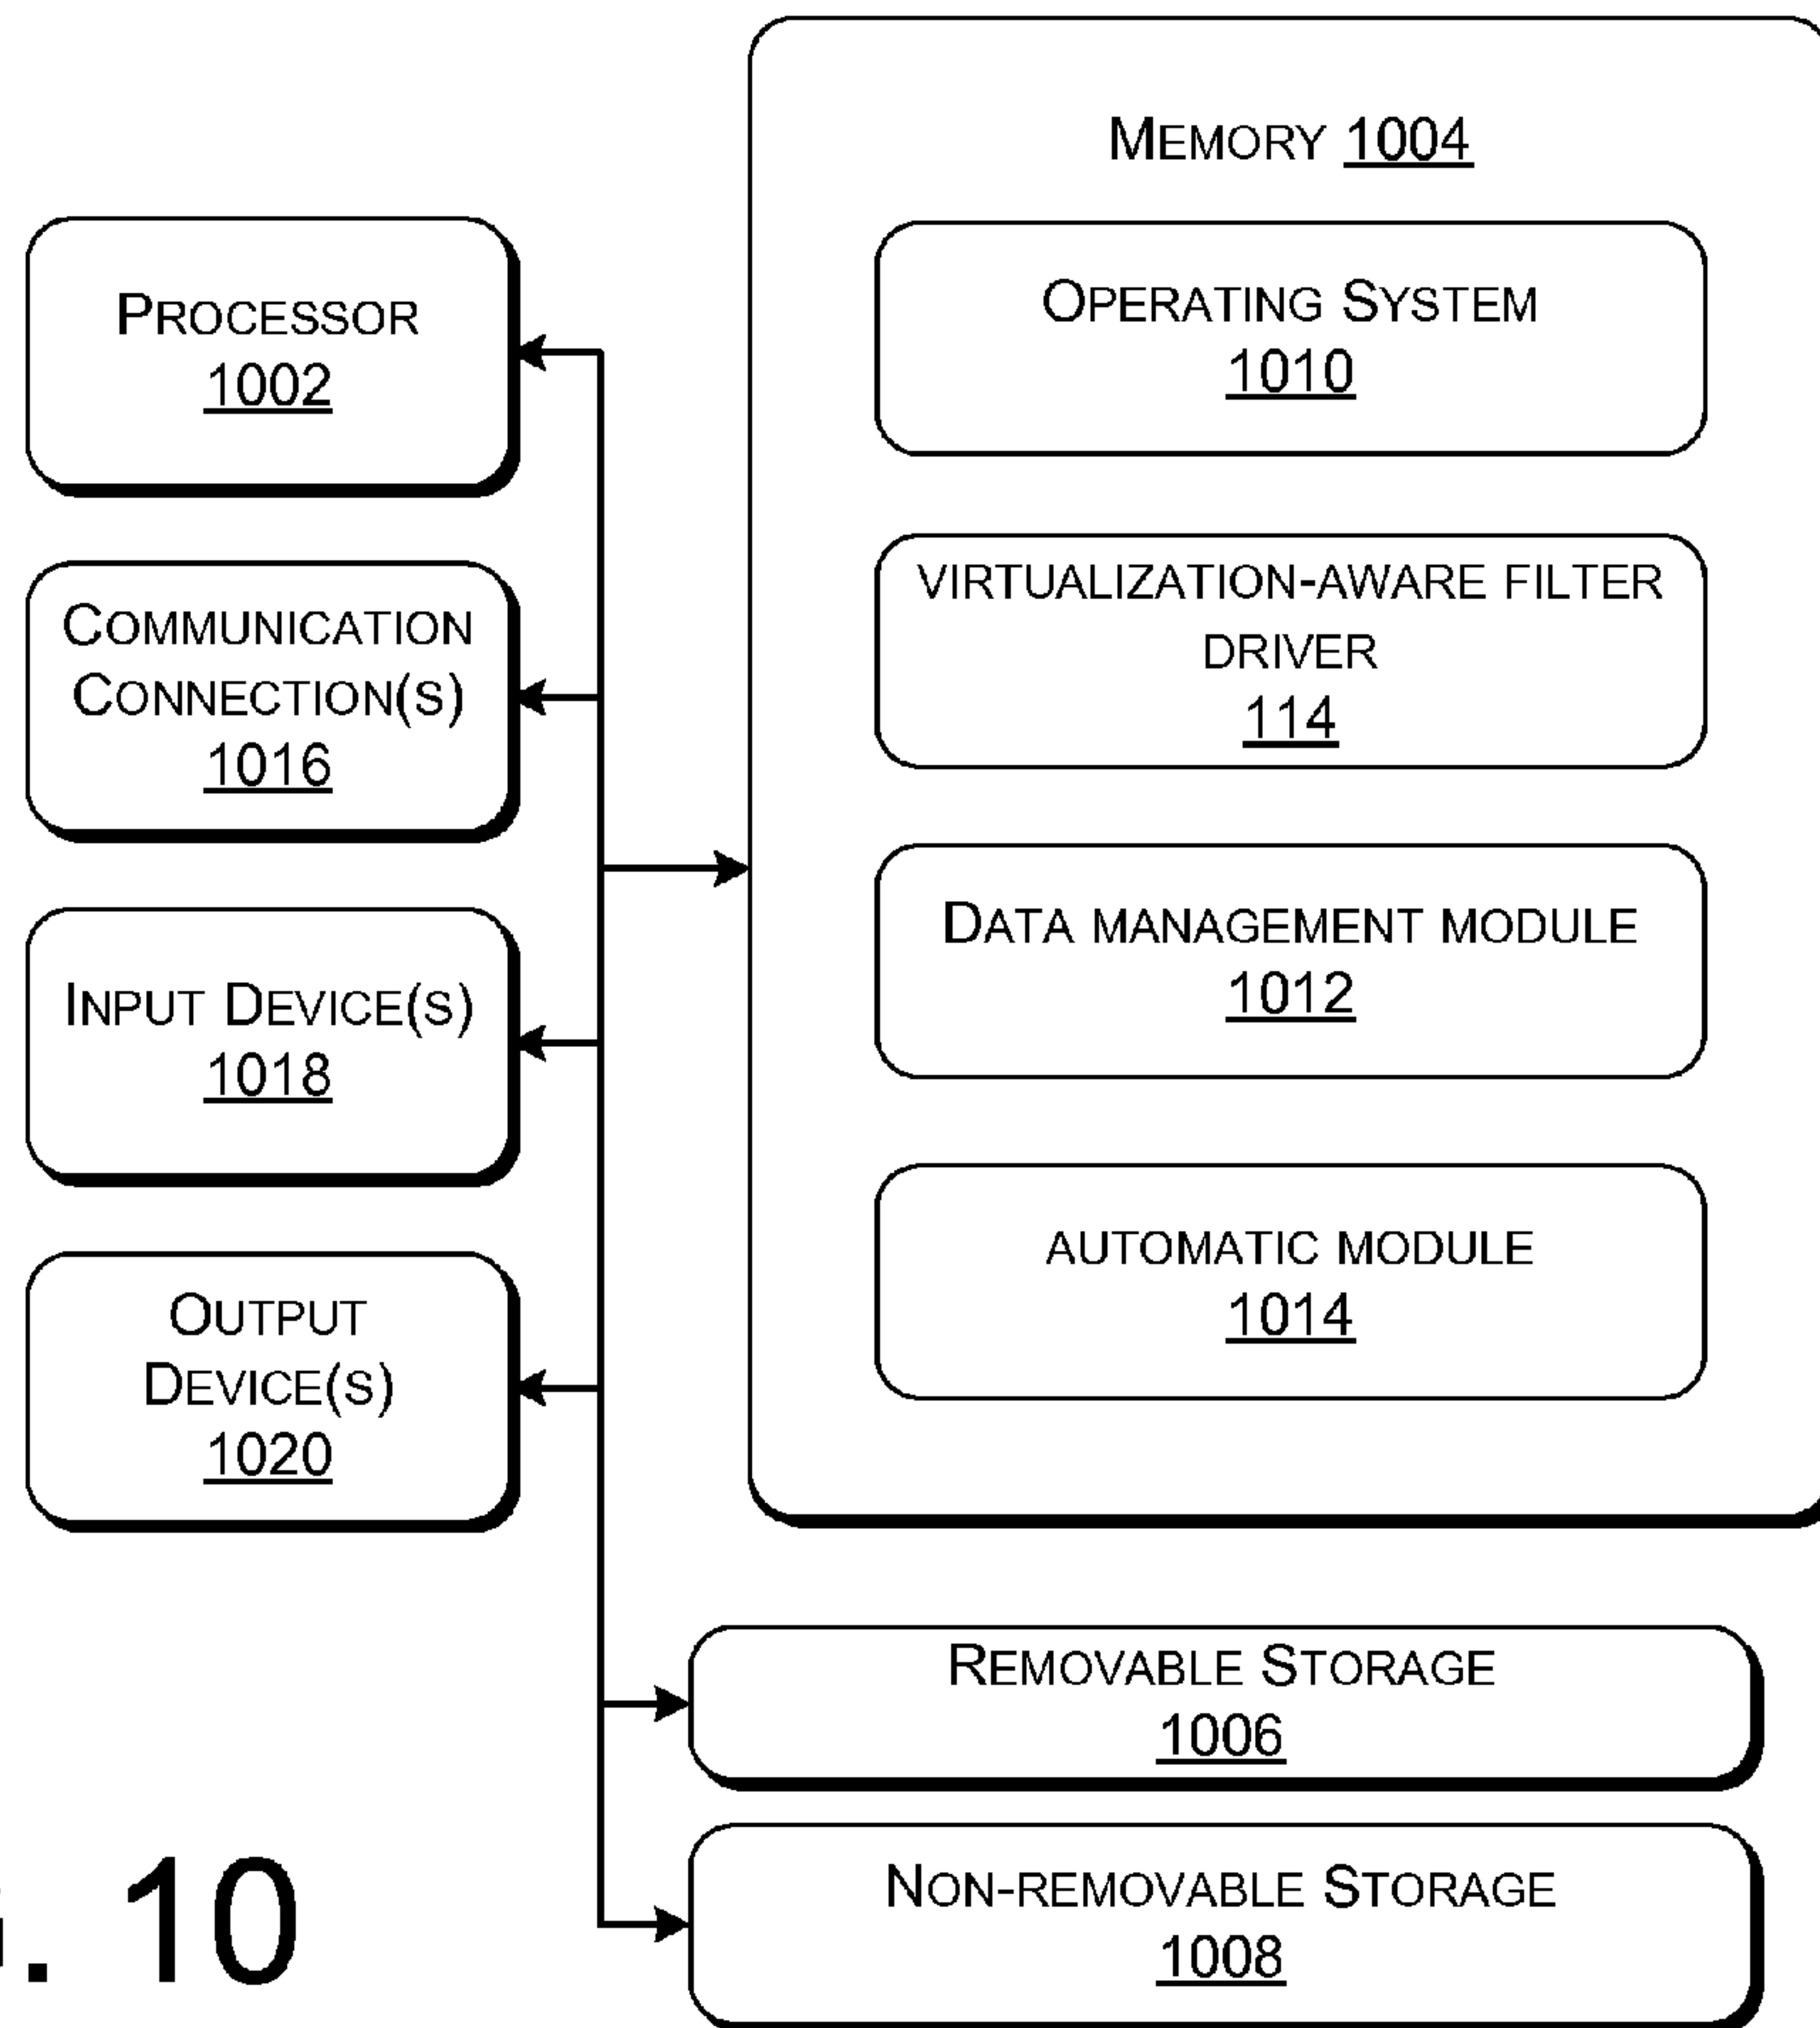 MEMORY 1004
PROCESSOR
1002
OPERATING SYSTEM
1010
COMMUNICATION
CONNECTION(S)
1016
VIRTUALIZATION-AWARE FILTER
DRIVER
114
INPUT DEVICE(S)
1018
DATA MANAGEMENT MODULE
1012
OUTPUT
DEVICE(S)
1020
AUTOMATIC MODULE
1014
REMOVABLE STORAGE
1006
NON-REMOVABLE STORAGE
1008
. 10